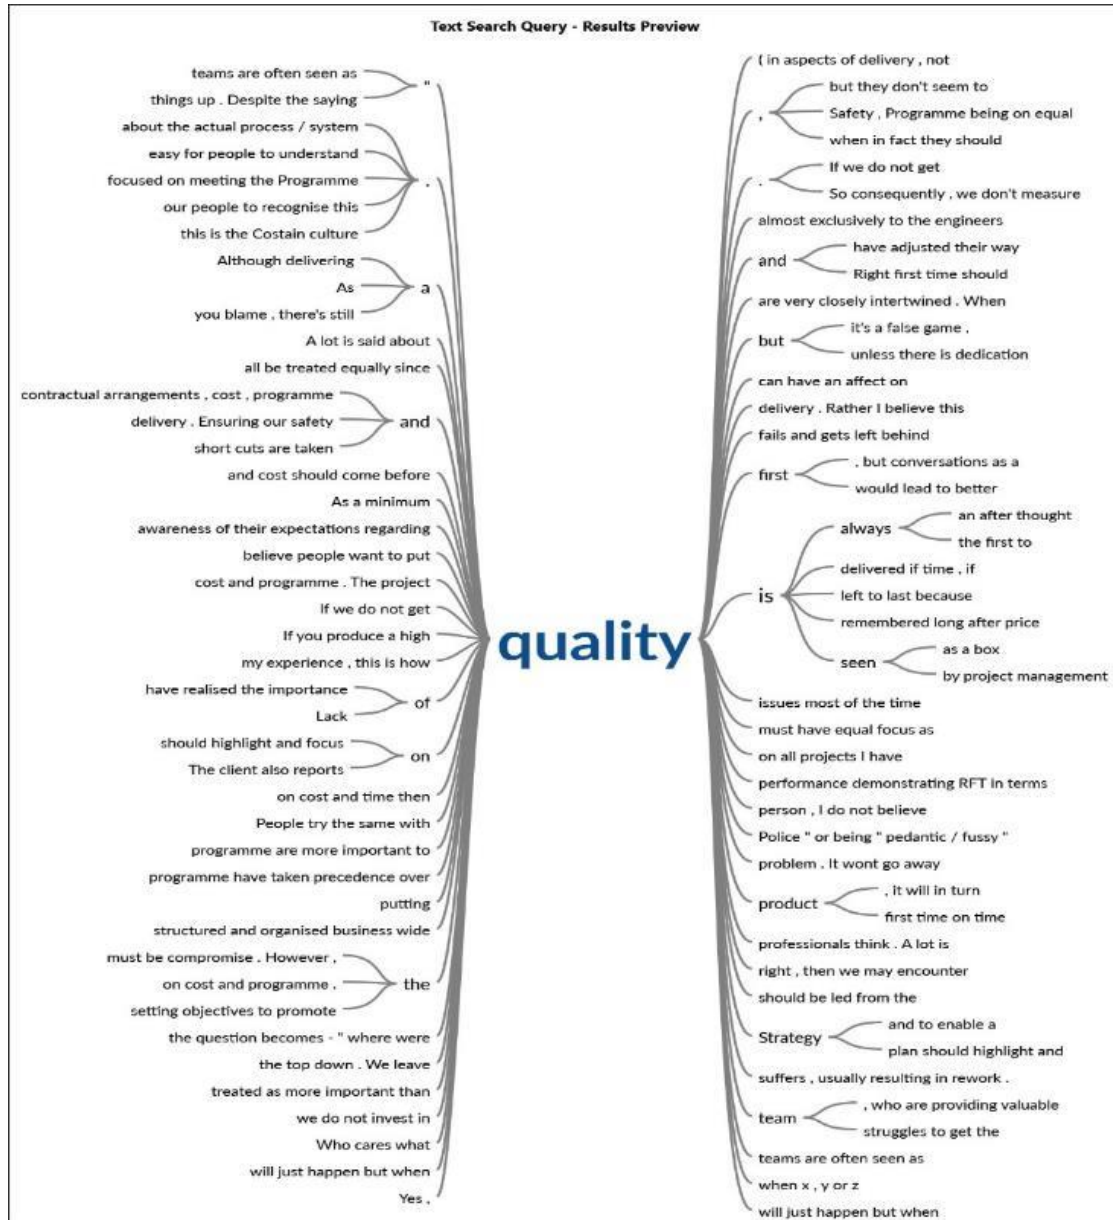 Text Search Query - Results Preview
teams are often seen as
things up . Despite the saying
"
about the actual process / system
easy for people to understand
focused on meeting the Programme
our people to recognise this
this is the Costain culture
.
Although delivering
As
you blame , there's still
a
A lot is said about
all be treated equally since
contractual arrangements , cost , programme
delivery . Ensuring our safety
short cuts are taken
and
and cost should come before
As a minimum
awareness of their expectations regarding
believe people want to put
cost and programme . The project
If we do not get
If you produce a high
my experience , this is how
have realised the importance
Lack
of
should highlight and focus
The client also reports
on
on cost and time then
People try the same with
programme are more important to
programme have taken precedence over
putting
structured and organised business wide
must be compromise . However ,
on cost and programme .
setting objectives to promote
the
the question becomes - " where were
the top down . We leave
treated as more important than
we do not invest in
Who cares what
will just happen but when
Yes ,
quality
( in aspects of delivery , not
,
but they don't seem to
Safety , Programme being on equal
when in fact they should
.
If we do not get
So consequently , we don't measure
almost exclusively to the engineers
and
have adjusted their way
Right first time should
are very closely intertwined . When
but
it's a false game ,
unless there is dedication
can have an affect on
delivery . Rather I believe this
fails and gets left behind
first
, but conversations as a
would lead to better
is
always
an after thought
the first to
delivered if time , if
left to last because
remembered long after price
seen
as a box
by project management
issues most of the time
must have equal focus as
on all projects I have
performance demonstrating RFT in terms
person , I do not believe
Police " or being " pedantic / fussy "
problem . It wont go away
product
, it will in turn
first time on time
professionals think . A lot is
right , then we may encounter
should be led from the
Strategy
and to enable a
plan should highlight and
suffers , usually resulting in rework .
team
, who are providing valuable
struggles to get the
teams are often seen as
when x , y or z
will just happen but when